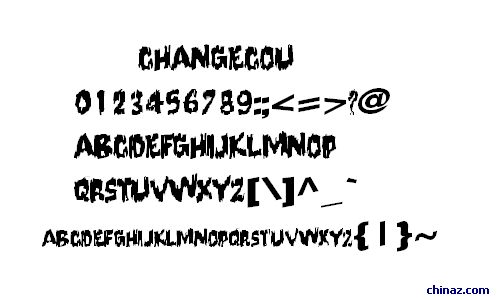 CHANGECOU
0123456789:;<=>?@
ABCDEFGHIJKLMNOP
QRSTUVWXYZ[\]^_`
ABCDEFGHIJKLMNOPQRSTUVWXYZ{|}~
chinaz.com